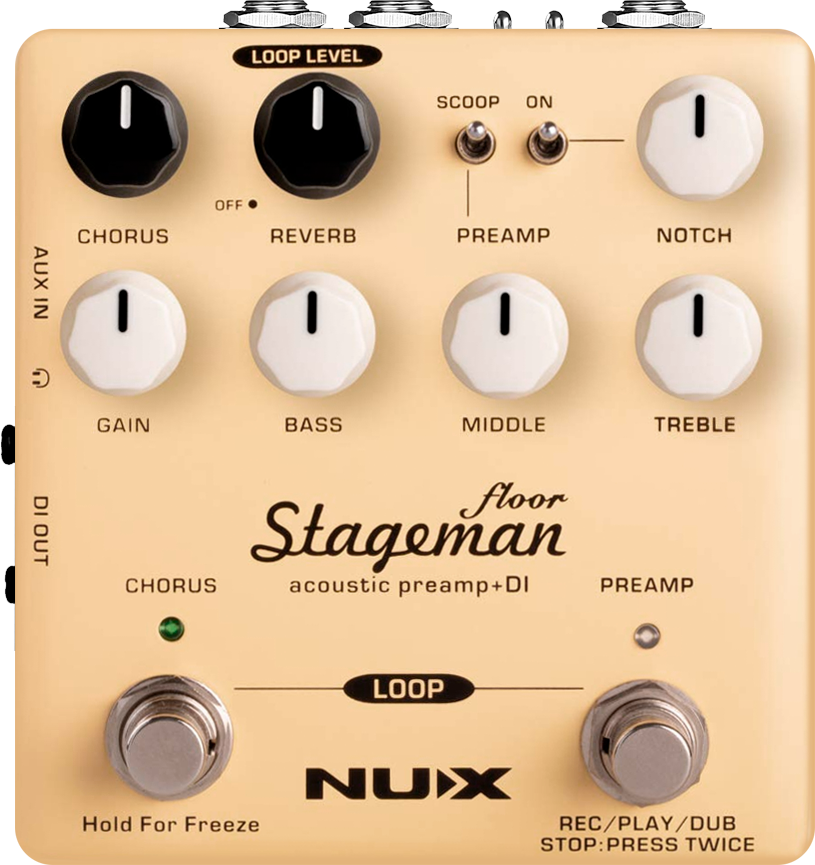 LOOP LEVEL
SCOOP ON
OFF
CHORUS REVERB PREAMP NOTCH
AUX IN
GAIN BASS MIDDLE TREBLE
DI OUT
floor
Stageman
acoustic preamp+DI
CHORUS PREAMP
LOOP
NUX
Hold For Freeze
REC/PLAY/DUB
STOP:PRESS TWICE